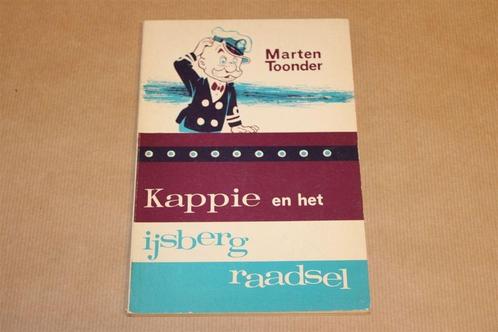 Marten
Toonder
Kappie en het
ijsberg
raadsel